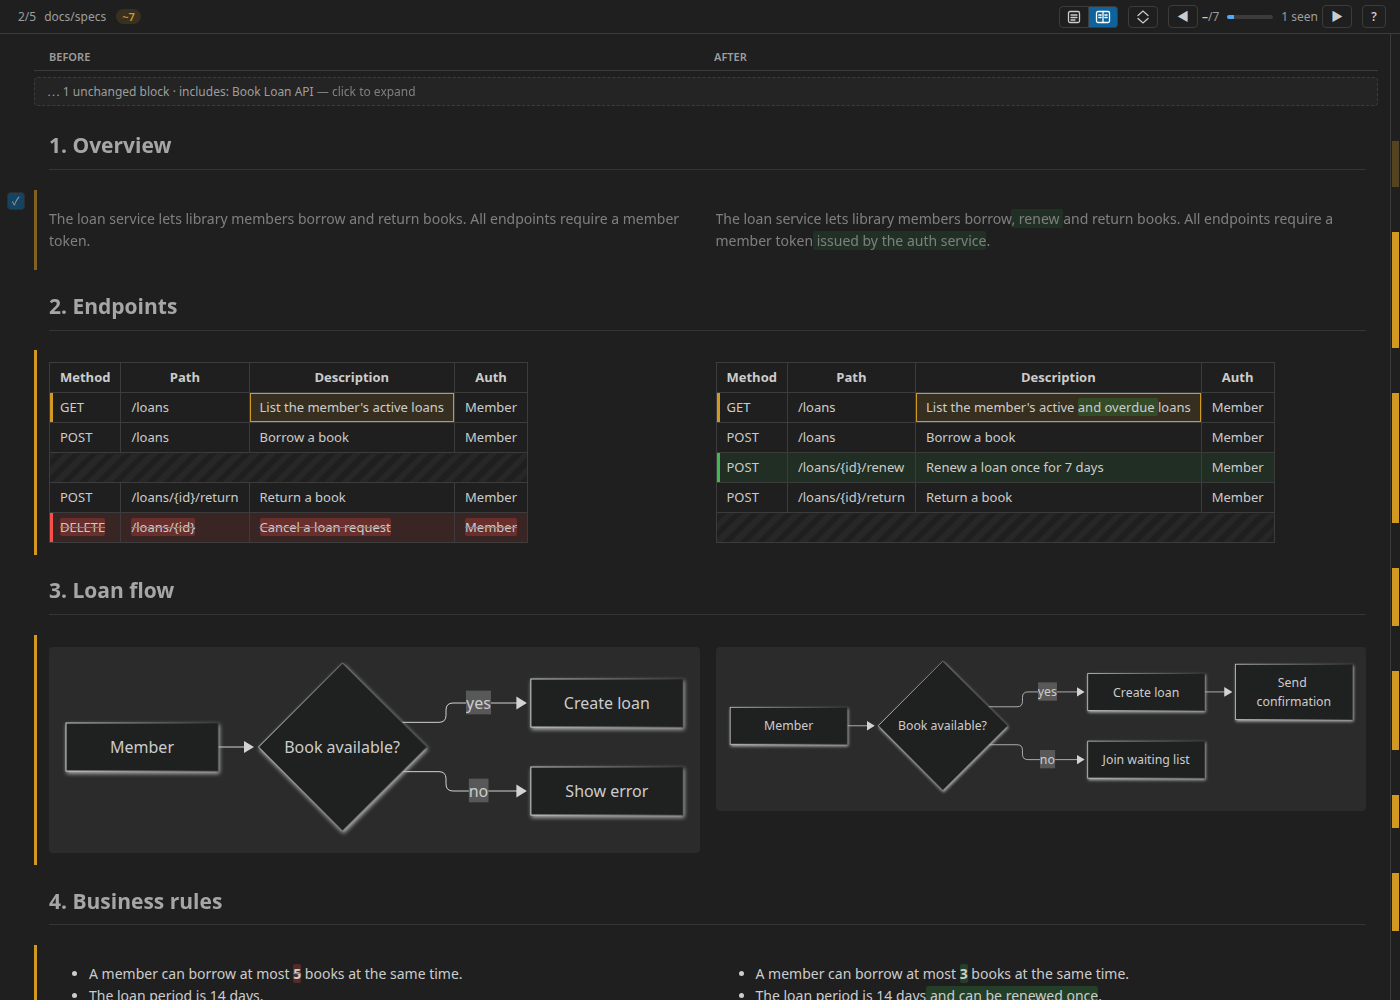 2/5 docs/specs ~7
–/7 1 seen ?
BEFORE AFTER
... 1 unchanged block · includes: Book Loan API — click to expand
1. Overview
The loan service lets library members borrow and return books. All endpoints require a member
token.
The loan service lets library members borrow, renew and return books. All endpoints require a
member token issued by the auth service.
2. Endpoints
Method Path Description Auth
GET /loans List the member's active loans Member
POST /loans Borrow a book Member
POST /loans/{id}/return Return a book Member
DELETE /loans/{id} Cancel a loan request Member
Method Path Description Auth
GET /loans List the member's active and overdue loans Member
POST /loans Borrow a book Member
POST /loans/{id}/renew Renew a loan once for 7 days Member
POST /loans/{id}/return Return a book Member
3. Loan flow
Member
Book available?
yes
Create loan
no
Show error
Member
Book available?
yes
Create loan
Send
confirmation
no
Join waiting list
4. Business rules
• A member can borrow at most 5 books at the same time.
• The loan period is 14 days.
• A member can borrow at most 3 books at the same time.
• The loan period is 14 days and can be renewed once.